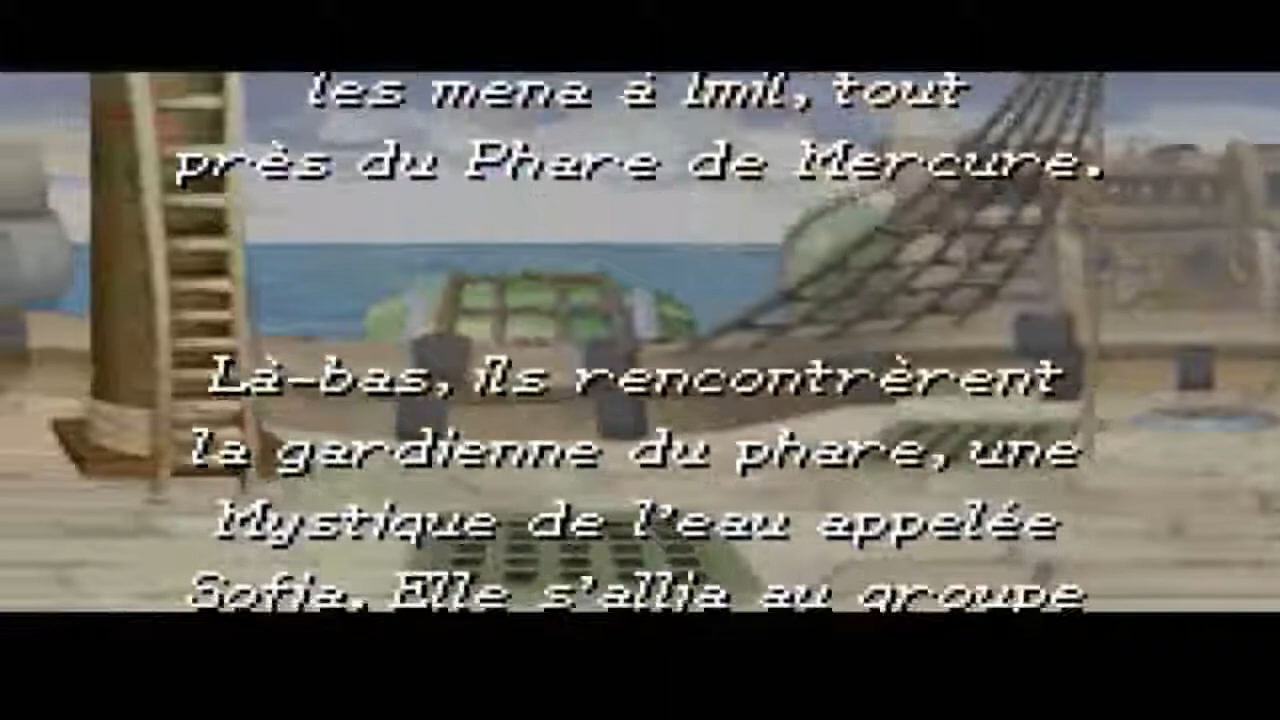 les mena à Imil, tout
près du Phare de Mercure.
Là-bas, ils rencontrèrent
la gardienne du phare, une
Mystique de l'eau appelée
Sofia. Elle s'allia au groupe